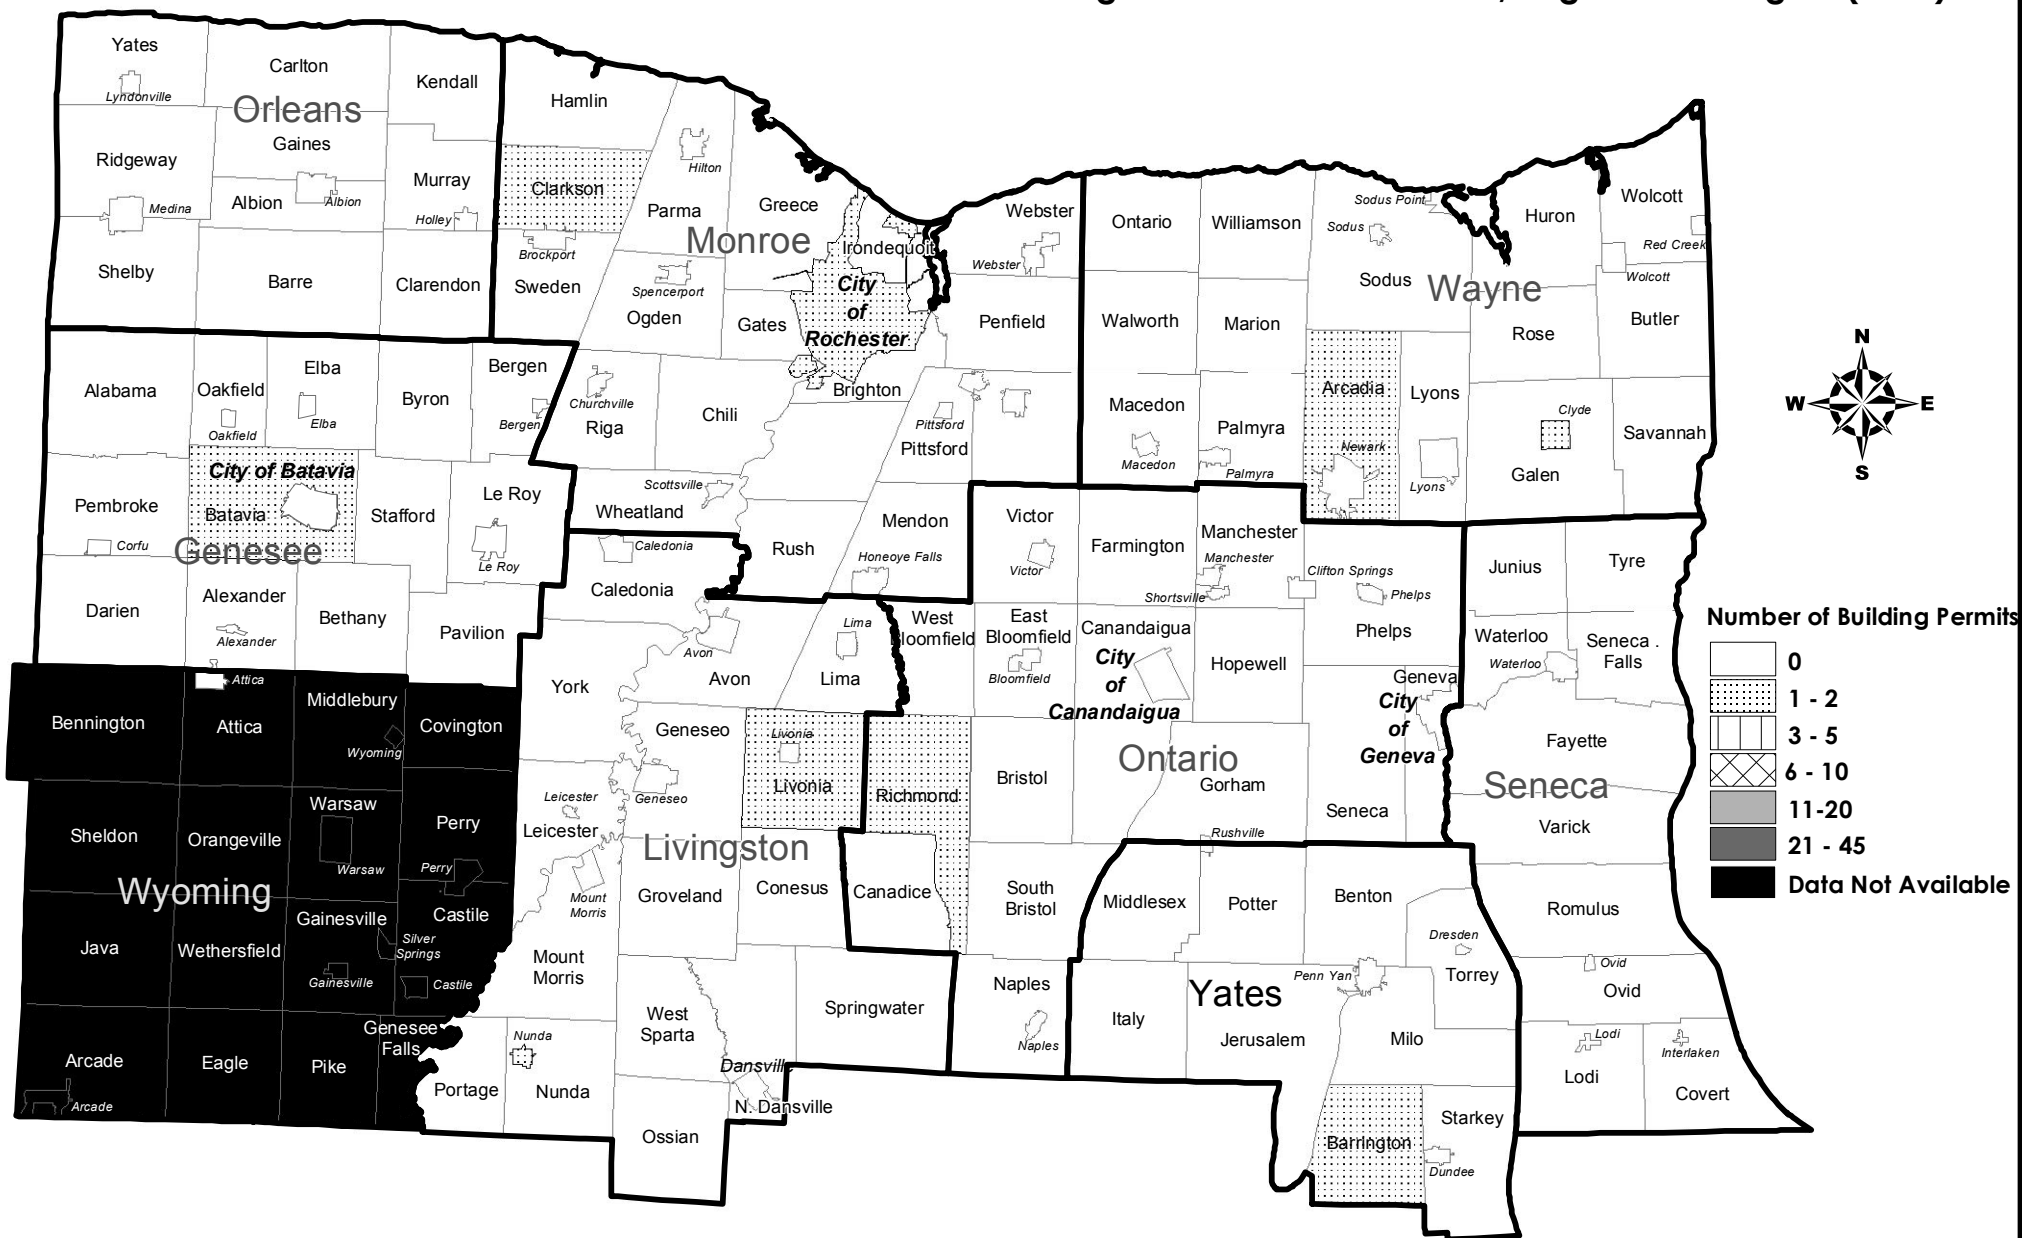 Yates
Carlton
Kendall
Lyndonville
Orleans
Hamlin
Gaines
Ridgeway
Hilton
Murray
Clarkson
Albion
Albion
Medina
Holley
Parma
Greece
Webster
Monroe
Irondequoit
Ontario
Williamson
Sodus Point
Sodus
Huron
Wolcott
Red Creek
Shelby
Barre
Clarendon
Brockport
Sweden
Spencerport
Ogden
Gates
City
of
Rochester
Webster
Penfield
Walworth
Marion
Sodus
Wayne
Wolcott
Rose
Butler
N
W
E
S
Alabama
Oakfield
Elba
Byron
Bergen
Oakfield
Elba
Bergen
Churchville
Riga
Chili
Brighton
Pittsford
Pittsford
Macedon
Macedon
Palmyra
Palmyra
Arcadia
Lyons
Newark
Lyons
Clyde
Galen
Savannah
City of Batavia
Pembroke
Batavia
Stafford
Le Roy
Scottsville
Wheatland
Corfu
Genesee
Le Roy
Rush
Mendon
Honeoye Falls
Victor
Victor
Farmington
Manchester
Manchester
Shortsville
Clifton Springs
Phelps
Phelps
Junius
Tyre
Caledonia
Caledonia
Darien
Alexander
Alexander
Bethany
Pavilion
Avon
Lima
West
Bloomfield
East
Bloomfield
Bloomfield
Canandaigua
City
of
Canandaigua
Hopewell
Geneva
City
of
Geneva
Waterloo
Waterloo
Seneca .
Falls
Number of Building Permits
0
1 - 2
3 - 5
6 - 10
11-20
21 - 45
Data Not Available
Attica
York
Avon
Lima
Bennington
Attica
Middlebury
Wyoming
Covington
Geneseo
Geneseo
Livonia
Livonia
Richmond
Bristol
Ontario
Gorham
Seneca
Fayette
Seneca
Varick
Sheldon
Orangeville
Warsaw
Warsaw
Perry
Perry
Leicester
Leicester
Livingston
Rushville
Wyoming
Mount
Morris
Groveland
Conesus
Canadice
South
Bristol
Middlesex
Potter
Benton
Romulus
Java
Wethersfield
Gainesville
Gainesville
Silver
Springs
Castile
Castile
Mount
Morris
Dresden
Torrey
Penn Yan
Ovid
Ovid
West
Sparta
Springwater
Naples
Naples
Italy
Yates
Jerusalem
Milo
Lodi
Lodi
Interlaken
Covert
Arcade
Arcade
Eagle
Pike
Genesee
Falls
Nunda
Portage
Nunda
Dansville
N. Dansville
Ossian
Barrington
Starkey
Dundee